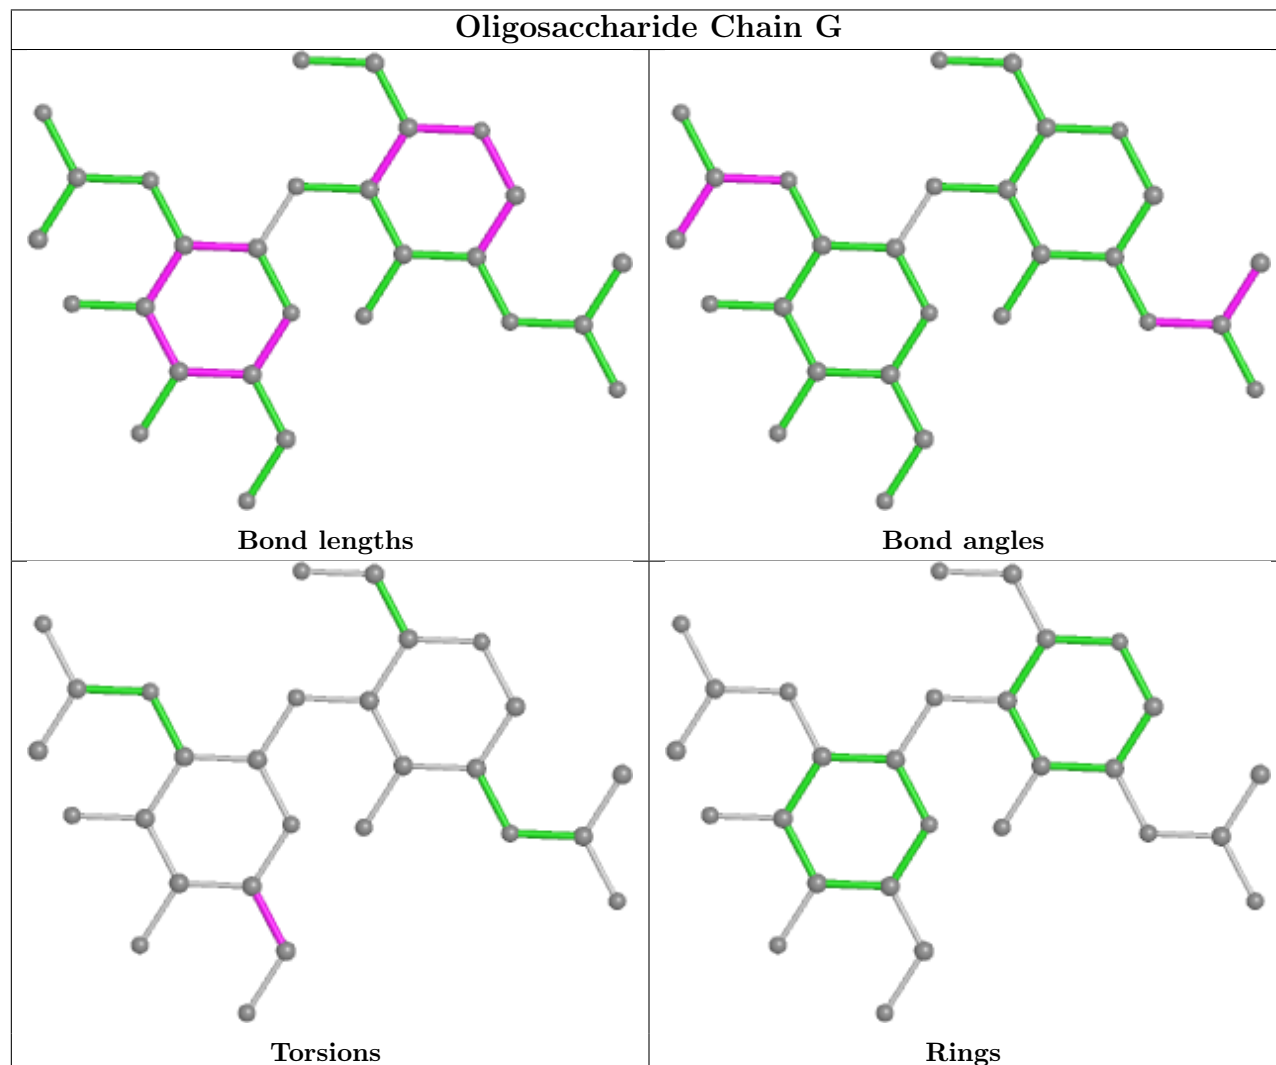 Oligosaccharide Chain G
Bond lengths
Bond angles
Torsions
Rings